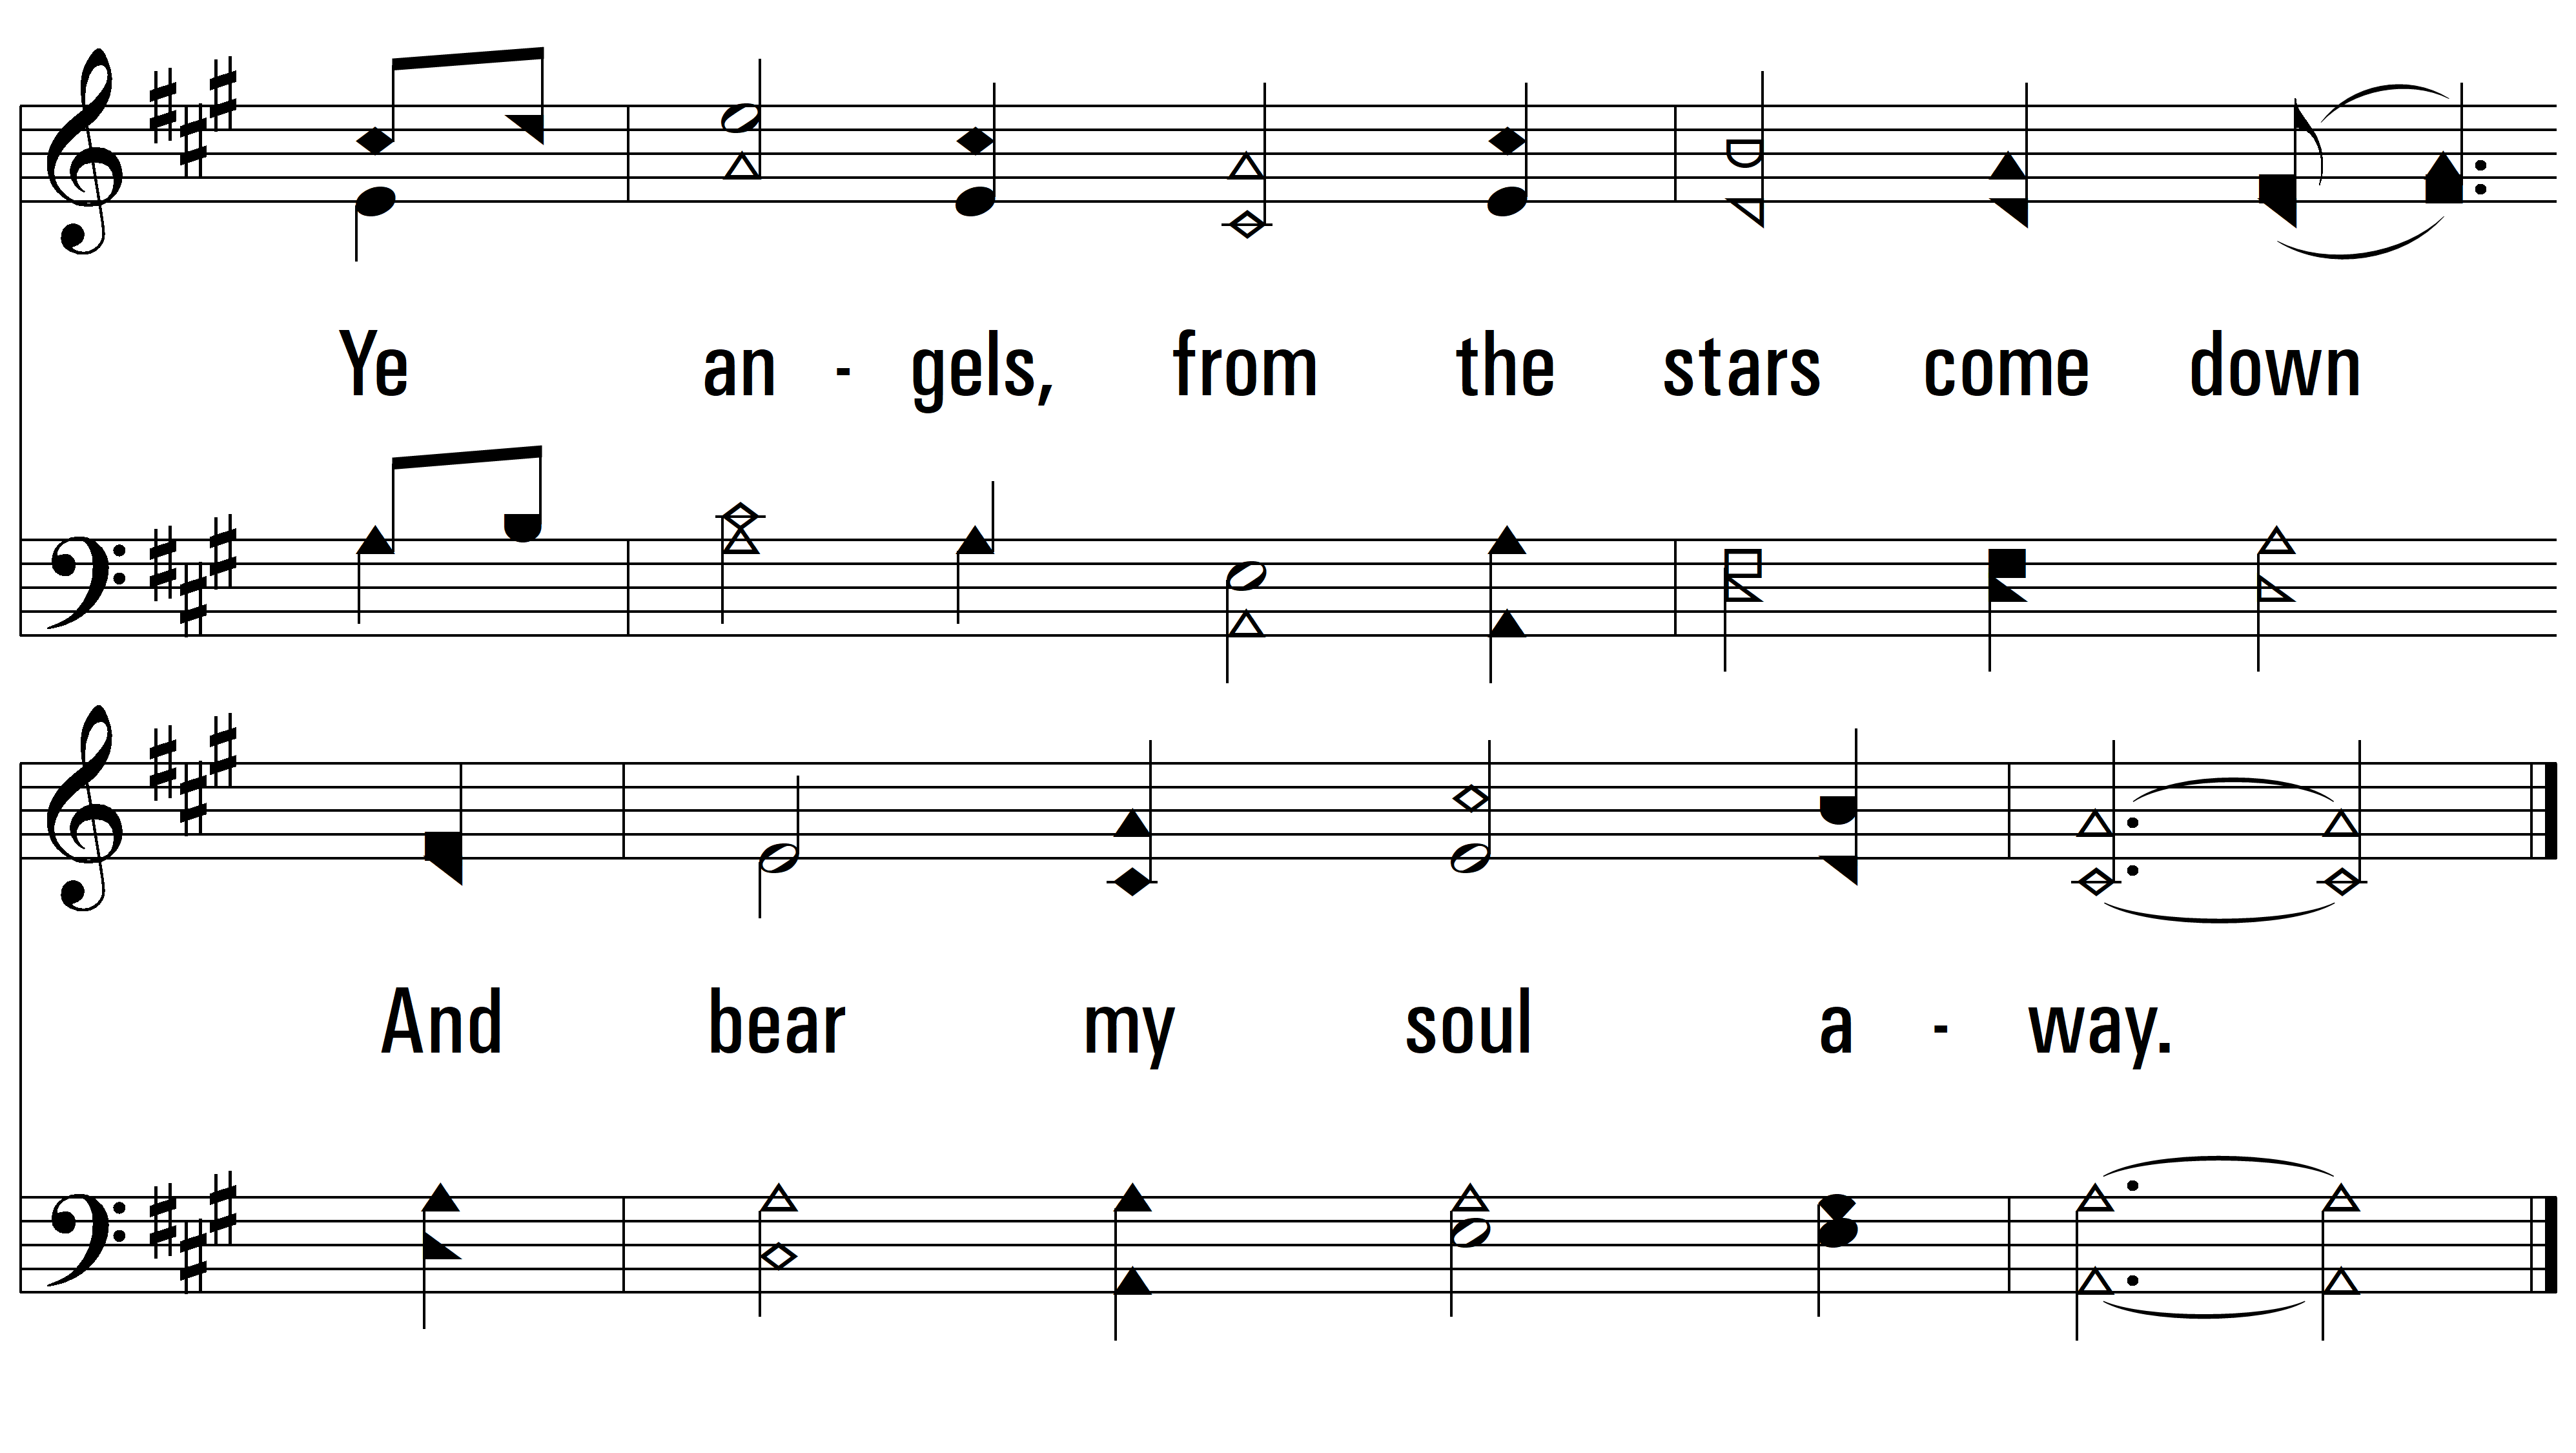 Ye an - gels, from the stars come down
And bear my soul a - way.